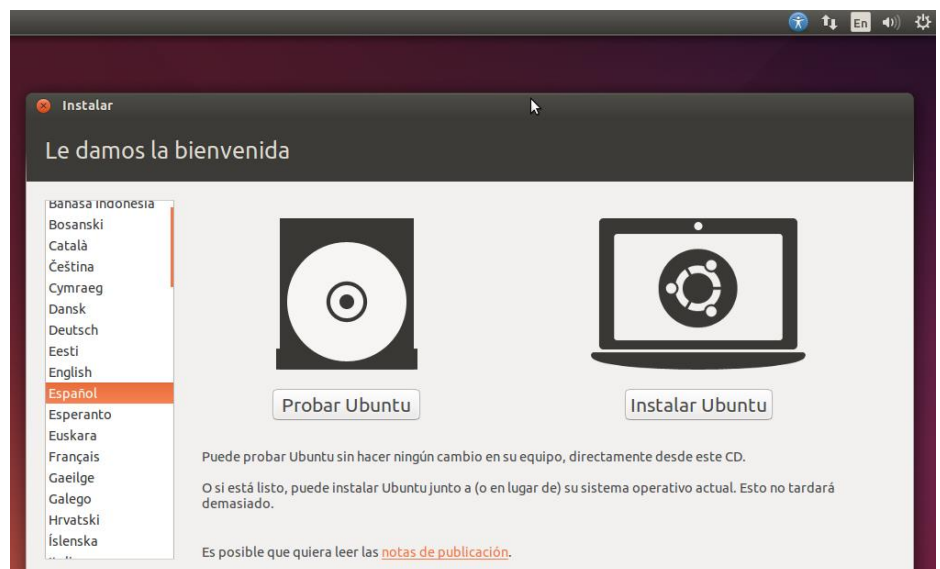 En
Instalar
Le damos la bienvenida
Bahasa Indonesia
Bosanski
Català
Čeština
Cymraeg
Dansk
Deutsch
Eesti
English
Español
Esperanto
Euskara
Français
Gaeilge
Galego
Hrvatski
Íslenska
Probar Ubuntu
Instalar Ubuntu
Puede probar Ubuntu sin hacer ningún cambio en su equipo, directamente desde este CD.
O si está listo, puede instalar Ubuntu junto a (o en lugar de) su sistema operativo actual. Esto no tardará
demasiado.
Es posible que quiera leer las notas de publicación.